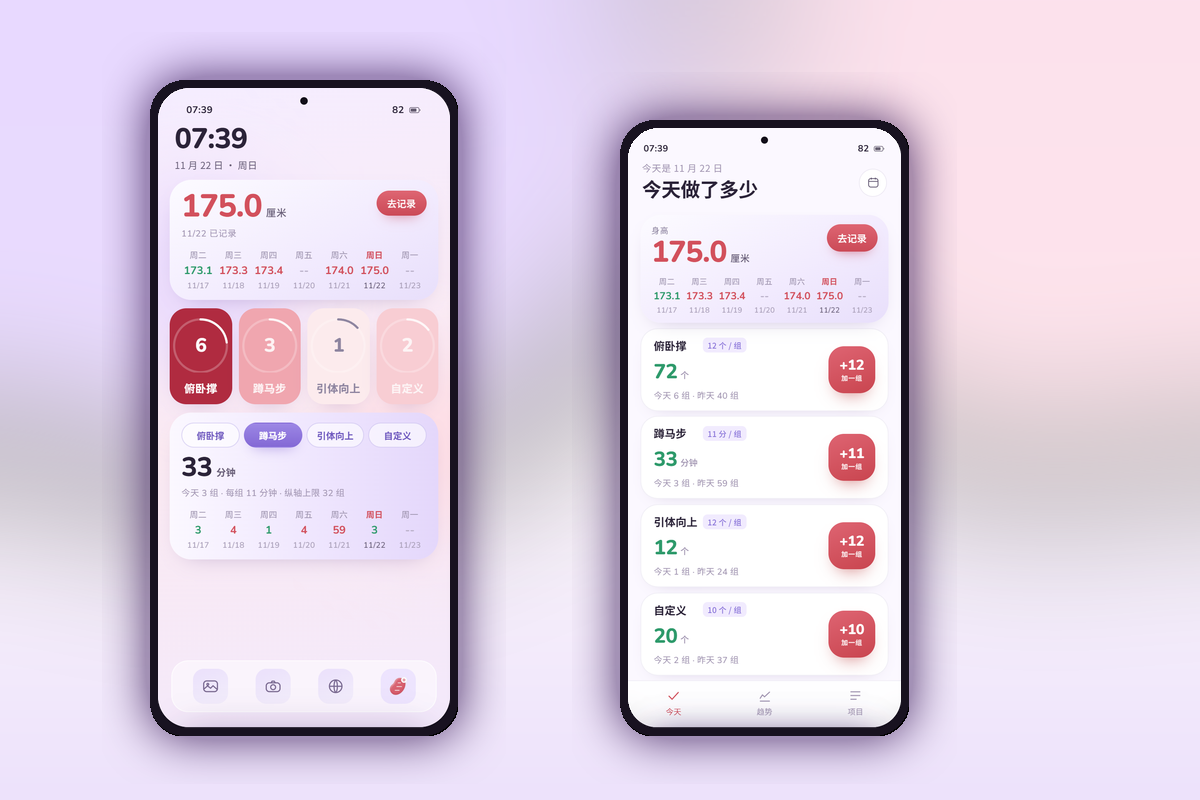 07:39
82
07:39
11 月 22 日 · 周日
175.0 厘米
去记录
11/22 已记录
周二 周三 周四 周五 周六 周日 周一
173.1 173.3 173.4 -- 174.0 175.0 --
11/17 11/18 11/19 11/20 11/21 11/22 11/23
6 3 1 2
俯卧撑 蹲马步 引体向上 自定义
俯卧撑 蹲马步 引体向上 自定义
33 分钟
今天 3 组 · 每组 11 分钟 · 纵轴上限 32 组
周二 周三 周四 周五 周六 周日 周一
3 4 1 4 59 3 --
11/17 11/18 11/19 11/20 11/21 11/22 11/23
07:39
82
今天是 11 月 22 日
今天做了多少
身高
175.0 厘米
去记录
周二 周三 周四 周五 周六 周日 周一
173.1 173.3 173.4 -- 174.0 175.0 --
11/17 11/18 11/19 11/20 11/21 11/22 11/23
俯卧撑 12 个 / 组
72 个
今天 6 组 · 昨天 40 组
+12
加一组
蹲马步 11 分 / 组
33 分钟
今天 3 组 · 昨天 59 组
+11
加一组
引体向上 12 个 / 组
12 个
今天 1 组 · 昨天 24 组
+12
加一组
自定义 10 个 / 组
20 个
今天 2 组 · 昨天 37 组
+10
加一组
今天 趋势 项目